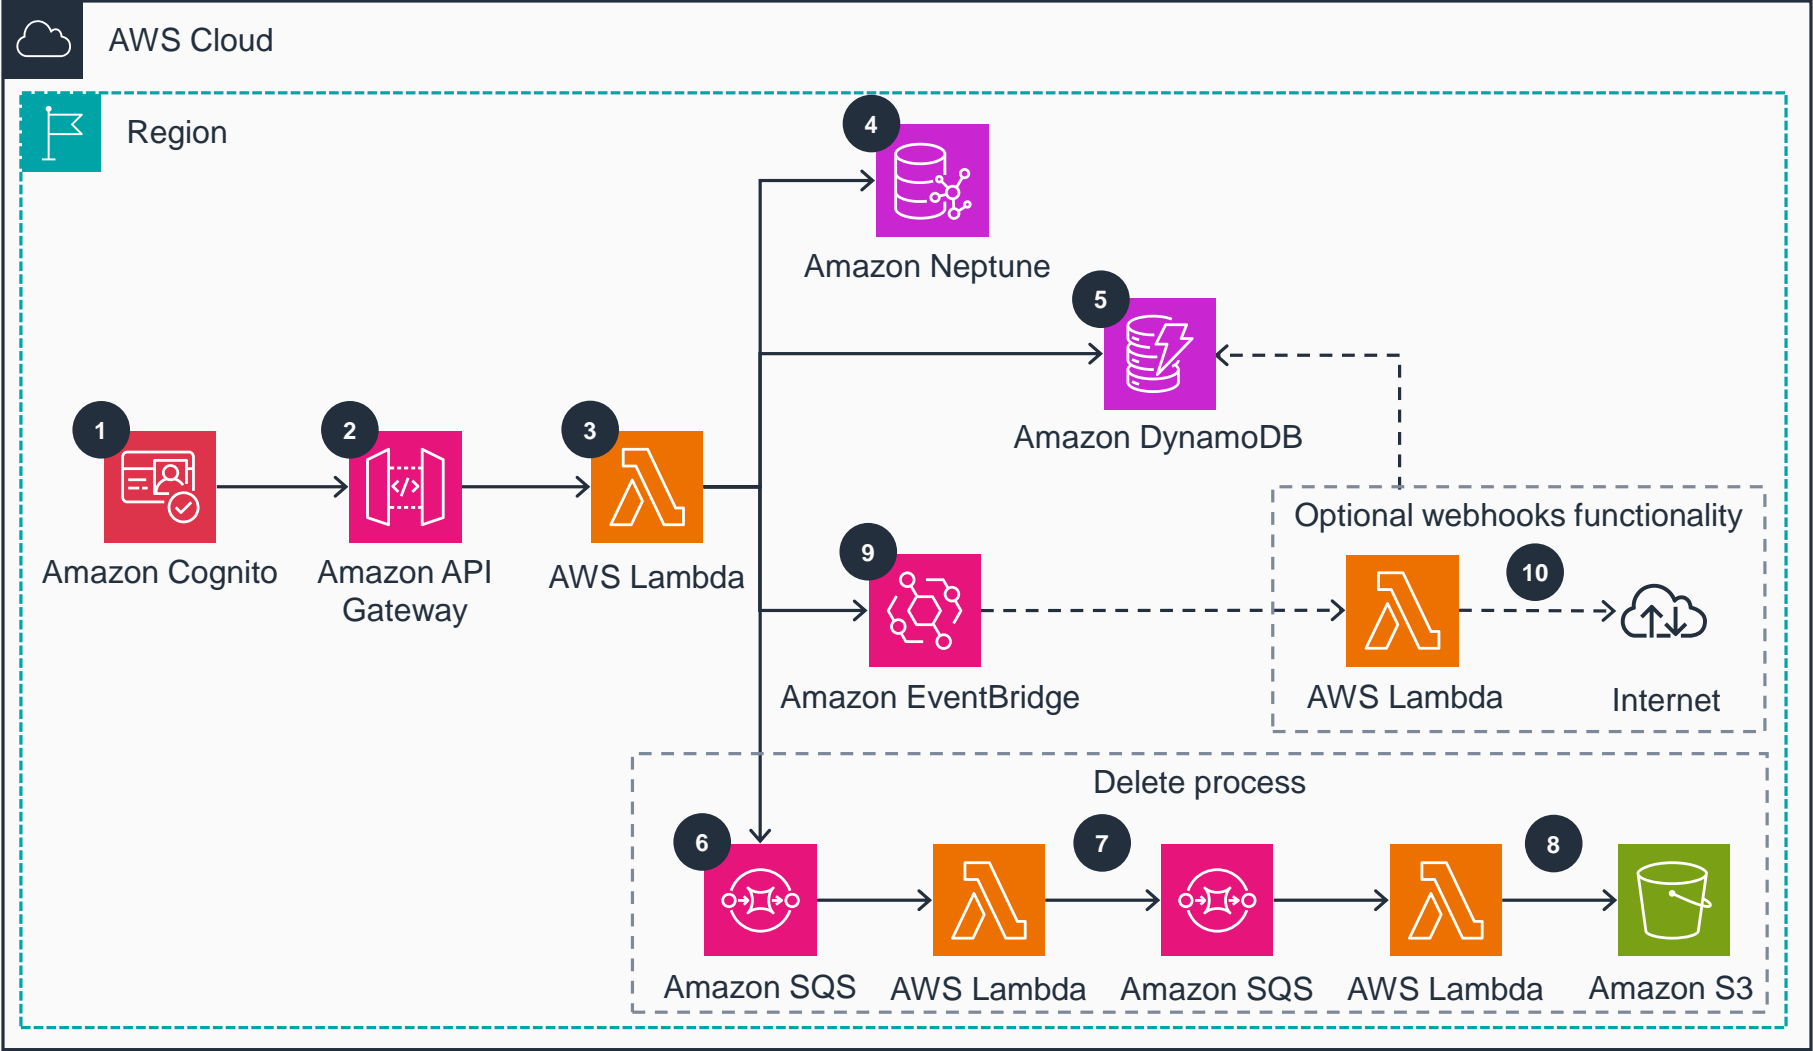 AWS Cloud
Region
4
Amazon Neptune
5
Amazon DynamoDB
1
Amazon Cognito
2
</>
Amazon API
Gateway
3
AWS Lambda
9
Amazon EventBridge
Optional webhooks functionality
10
AWS Lambda
Internet
Delete process
6
Amazon SQS
AWS Lambda
7
Amazon SQS
AWS Lambda
8
Amazon S3